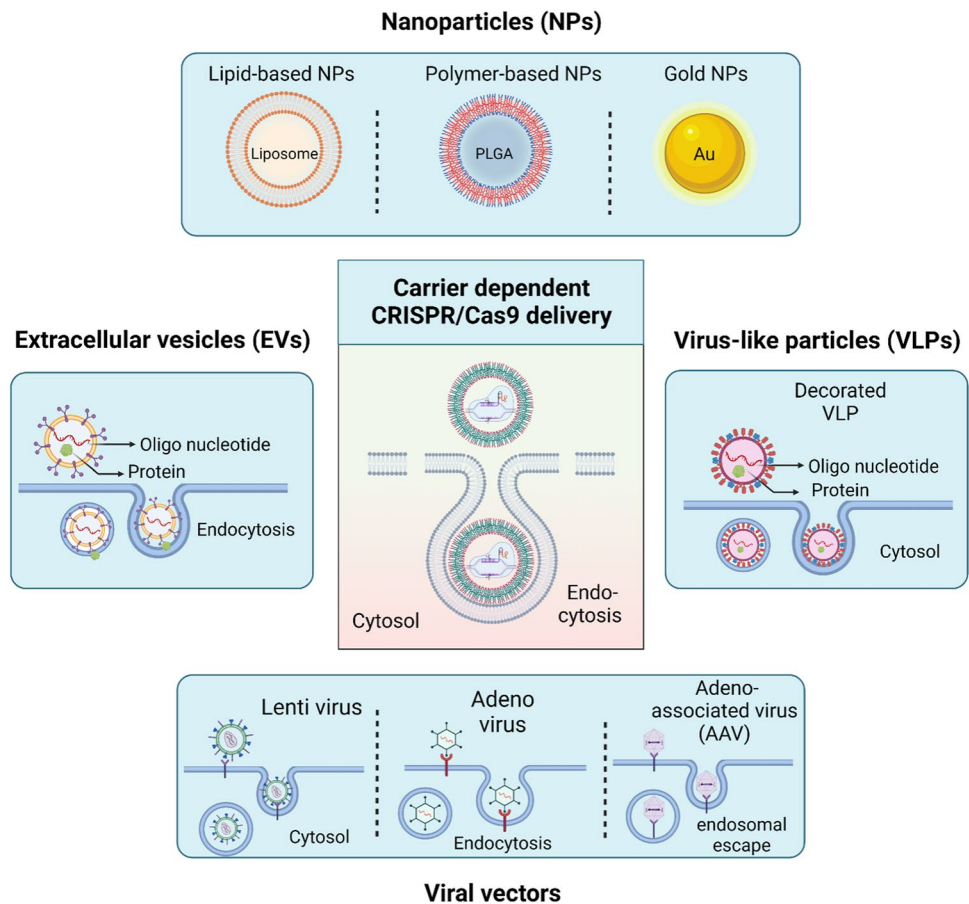 Nanoparticles (NPs)
Lipid-based NPs
Polymer-based NPs
Gold NPs
Liposome
PLGA
Au
Carrier dependent
CRISPR/Cas9 delivery
Extracellular vesicles (EVs)
Virus-like particles (VLPs)
Oligo nucleotide
Protein
Endocytosis
Cytosol
Endo-
cytosis
Decorated
VLP
Oligo nucleotide
Protein
Cytosol
Lenti virus
Cytosol
Adeno
virus
Endocytosis
Adeno-
associated virus
(AAV)
endosomal
escape
Viral vectors